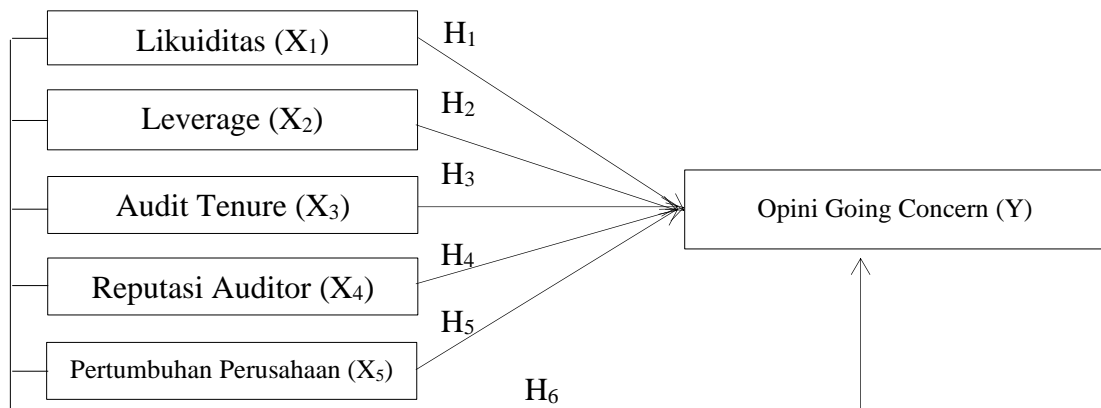 Likuiditas (X₁)
H₁
Leverage (X₂)
H₂
Audit Tenure (X₃)
H₃
Opini Going Concern (Y)
Reputasi Auditor (X₄)
H₄
Pertumbuhan Perusahaan (X₅)
H₅
H₆